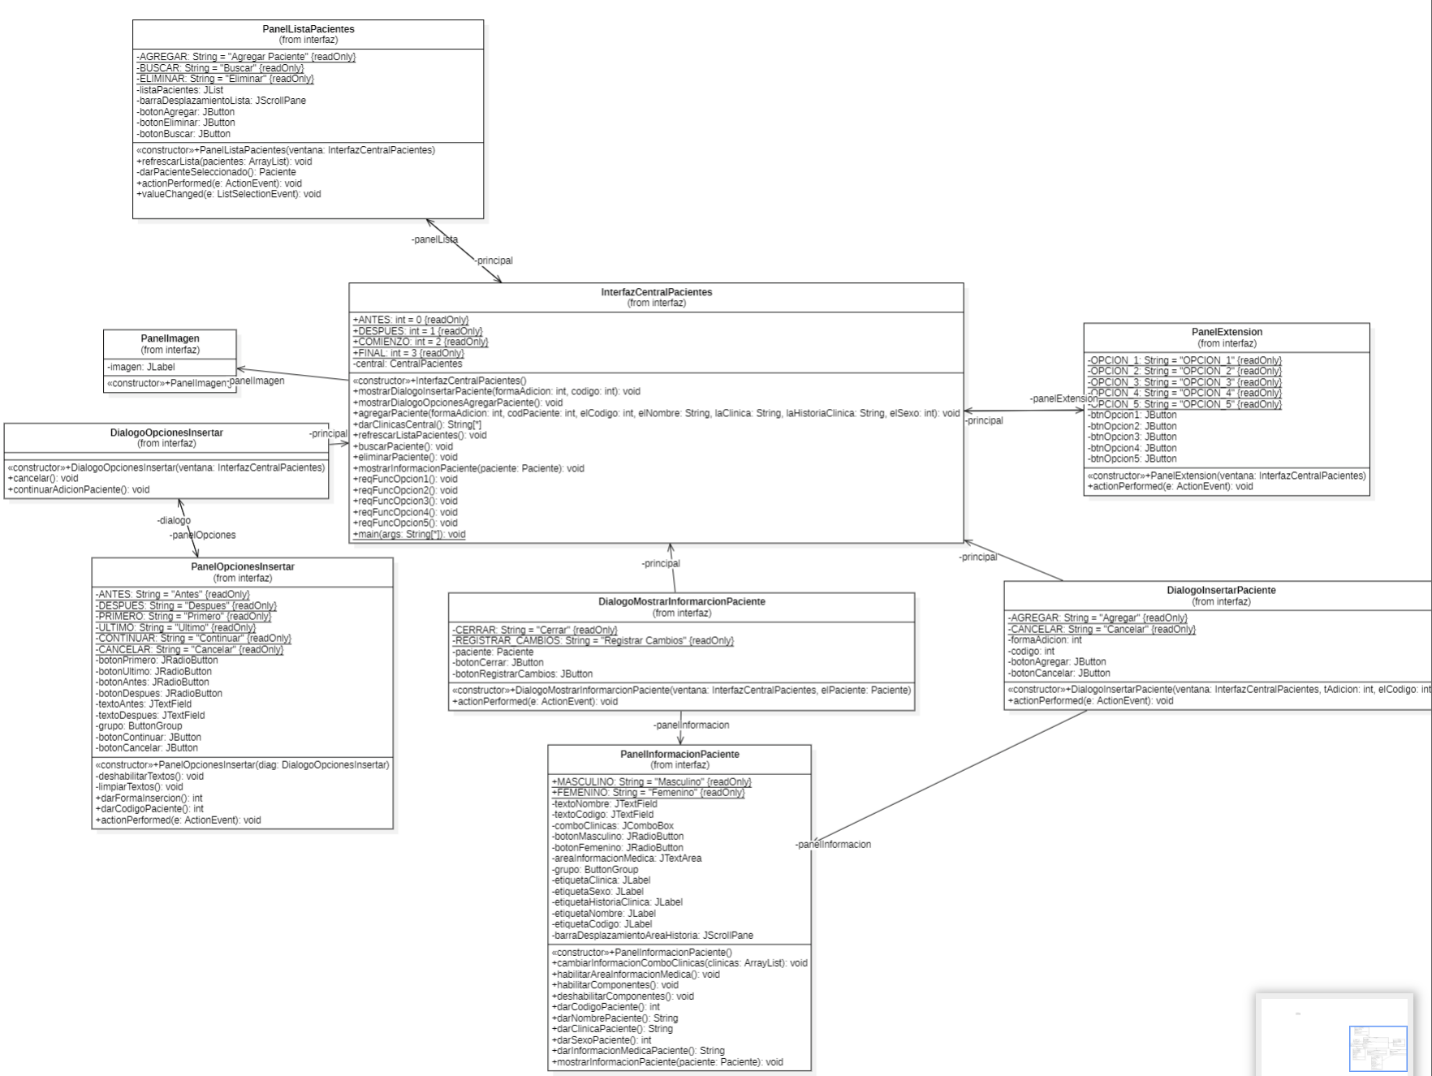 PanelListaPacientes
(from interfaz)
-AGREGAR: String = "Agregar Paciente" {readOnly}
-BUSCAR: String = "Buscar" {readOnly}
-ELIMINAR: String = "Eliminar" {readOnly}
-listaPacientes: JList
-barraDesplazamientoLista: JScrollPane
-botonAgregar: JButton
-botonEliminar: JButton
-botonBuscar: JButton
«constructor»+PanelListaPacientes(ventana: InterfazCentralPacientes)
+refrescarLista(pacientes: ArrayList): void
-darPacienteSeleccionado(): Paciente
+actionPerformed(e: ActionEvent): void
+valueChanged(e: ListSelectionEvent): void
-panelLista
-principal
InterfazCentralPacientes
(from interfaz)
+ANTES: int = 0 {readOnly}
+DESPUES: int = 1 {readOnly}
+COMIENZO: int = 2 {readOnly}
+FINAL: int = 3 {readOnly}
-central: CentralPacientes
«constructor»+InterfazCentralPacientes()
+mostrarDialogoInsertarPaciente(formaAdicion: int, codigo: int): void
+mostrarDialogoOpcionesAgregarPaciente(): void
+agregarPaciente(formaAdicion: int, codPaciente: int, elCodigo: int, elNombre: String, laClinica: String, laHistoriaClinica: String, elSexo: int): void
+darClinicasCentral(): String[*]
+refrescarListaPacientes(): void
+buscarPaciente(): void
+eliminarPaciente(): void
+mostrarInformacionPaciente(paciente: Paciente): void
+reqFuncOpcion1(): void
+reqFuncOpcion2(): void
+reqFuncOpcion3(): void
+reqFuncOpcion4(): void
+reqFuncOpcion5(): void
+main(args: String[*]): void
PanelImagen
(from interfaz)
-imagen: JLabel
«constructor»+PanelImagen()
-panelImagen
DialogoOpcionesInsertar
(from interfaz)
«constructor»+DialogoOpcionesInsertar(ventana: InterfazCentralPacientes)
+cancelar(): void
+continuarAdicionPaciente(): void
-principal
-dialogo
-panelOpciones
PanelExtension
(from interfaz)
-OPCION_1: String = "OPCION_1" {readOnly}
-OPCION_2: String = "OPCION_2" {readOnly}
-OPCION_3: String = "OPCION_3" {readOnly}
-OPCION_4: String = "OPCION_4" {readOnly}
-OPCION_5: String = "OPCION_5" {readOnly}
-btnOpcion1: JButton
-btnOpcion2: JButton
-btnOpcion3: JButton
-btnOpcion4: JButton
-btnOpcion5: JButton
«constructor»+PanelExtension(ventana: InterfazCentralPacientes)
+actionPerformed(e: ActionEvent): void
-panelExtension
-principal
PanelOpcionesInsertar
(from interfaz)
-ANTES: String = "Antes" {readOnly}
-DESPUES: String = "Despues" {readOnly}
-PRIMERO: String = "Primero" {readOnly}
-ULTIMO: String = "Ultimo" {readOnly}
-CONTINUAR: String = "Continuar" {readOnly}
-CANCELAR: String = "Cancelar" {readOnly}
-botonPrimero: JRadioButton
-botonUltimo: JRadioButton
-botonAntes: JRadioButton
-botonDespues: JRadioButton
-textoAntes: JTextField
-textoDespues: JTextField
-grupo: ButtonGroup
-botonContinuar: JButton
-botonCancelar: JButton
«constructor»+PanelOpcionesInsertar(diag: DialogoOpcionesInsertar)
-deshabilitarTextos(): void
-limpiarTextos(): void
+darFormaInsercion(): int
+darCodigoPaciente(): int
+actionPerformed(e: ActionEvent): void
-principal
DialogoMostrarInformarcionPaciente
(from interfaz)
-CERRAR: String = "Cerrar" {readOnly}
-REGISTRAR_CAMBIOS: String = "Registrar Cambios" {readOnly}
-paciente: Paciente
-botonCerrar: JButton
-botonRegistrarCambios: JButton
«constructor»+DialogoMostrarInformarcionPaciente(ventana: InterfazCentralPacientes, elPaciente: Paciente)
+actionPerformed(e: ActionEvent): void
-panelInformacion
-principal
DialogoInsertarPaciente
(from interfaz)
-AGREGAR: String = "Agregar" {readOnly}
-CANCELAR: String = "Cancelar" {readOnly}
-formaAdicion: int
-codigo: int
-botonAgregar: JButton
-botonCancelar: JButton
«constructor»+DialogoInsertarPaciente(ventana: InterfazCentralPacientes, tAdicion: int, elCodigo: int
+actionPerformed(e: ActionEvent): void
-panelInformacion
PanelInformacionPaciente
(from interfaz)
+MASCULINO: String = "Masculino" {readOnly}
+FEMENINO: String = "Femenino" {readOnly}
-textoNombre: JTextField
-textoCodigo: JTextField
-comboClinicas: JComboBox
-botonMasculino: JRadioButton
-botonFemenino: JRadioButton
-areaInformacionMedica: JTextArea
-grupo: ButtonGroup
-etiquetaClinica: JLabel
-etiquetaSexo: JLabel
-etiquetaHistoriaClinica: JLabel
-etiquetaNombre: JLabel
-etiquetaCodigo: JLabel
-barraDesplazamientoAreaHistoria: JScrollPane
«constructor»+PanelInformacionPaciente()
+cambiarInformacionComboClinicas(clinicas: ArrayList): void
+habilitarAreaInformacionMedica(): void
+habilitarComponentes(): void
+deshabilitarComponentes(): void
+darCodigoPaciente(): int
+darNombrePaciente(): String
+darClinicaPaciente(): String
+darSexoPaciente(): int
+darInformacionMedicaPaciente(): String
+mostrarInformacionPaciente(paciente: Paciente): void